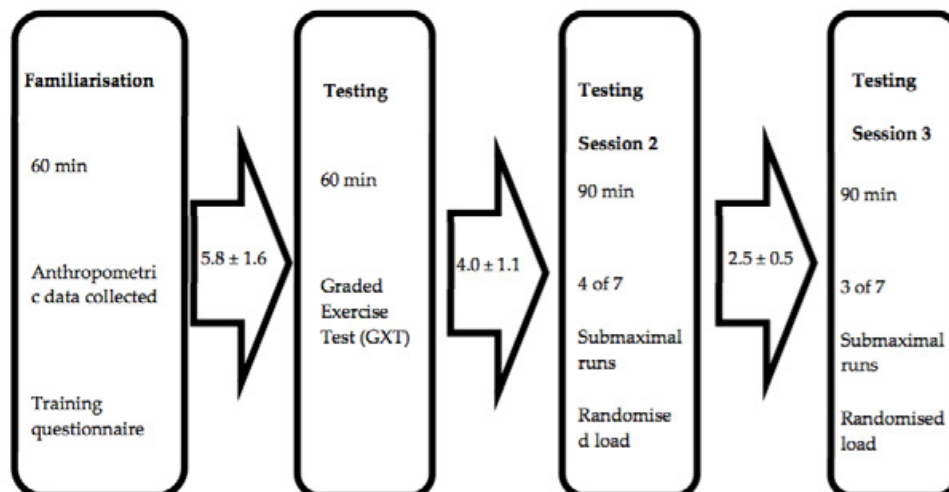 Familiarisation
60 min
Anthropometri
c data collected
Training
questionnaire
5.8 ± 1.6
Testing
60 min
Graded
Exercise
Test (GXT)
4.0 ± 1.1
Testing
Session 2
90 min
4 of 7
Submaximal
runs
Randomise
d load
2.5 ± 0.5
Testing
Session 3
90 min
3 of 7
Submaximal
runs
Randomised
load